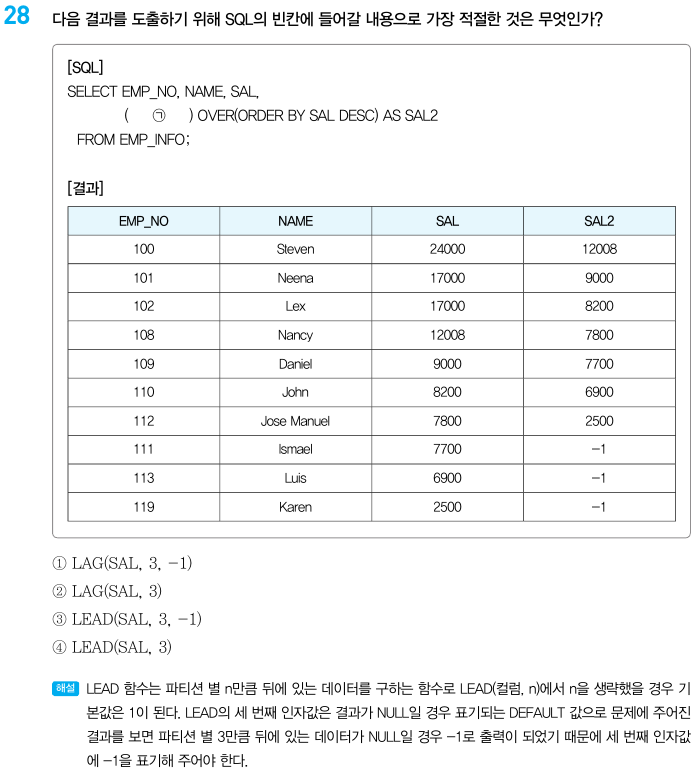 28 다음 결과를 도출하기 위해 SQL의 빈칸에 들어갈 내용으로 가장 적절한 것은 무엇인가?
[SQL]
SELECT EMP_NO, NAME, SAL,
( ㉠ ) OVER(ORDER BY SAL DESC) AS SAL2
FROM EMP_INFO;
[결과]
EMP_NO NAME SAL SAL2
100 Steven 24000 12008
101 Neena 17000 9000
102 Lex 17000 8200
108 Nancy 12008 7800
109 Daniel 9000 7700
110 John 8200 6900
112 Jose Manuel 7800 2500
111 Ismael 7700 -1
113 Luis 6900 -1
119 Karen 2500 -1
① LAG(SAL, 3, -1)
② LAG(SAL, 3)
③ LEAD(SAL, 3, -1)
④ LEAD(SAL, 3)
해설 LEAD 함수는 파티션 별 n만큼 뒤에 있는 데이터를 구하는 함수로 LEAD(컬럼, n)에서 n을 생략했을 경우 기
본값은 1이 된다. LEAD의 세 번째 인자값은 결과가 NULL일 경우 표기되는 DEFAULT 값으로 문제에 주어진
결과를 보면 파티션 별 3만큼 뒤에 있는 데이터가 NULL일 경우 -1로 출력이 되었기 때문에 세 번째 인자값
에 -1을 표기해 주어야 한다.